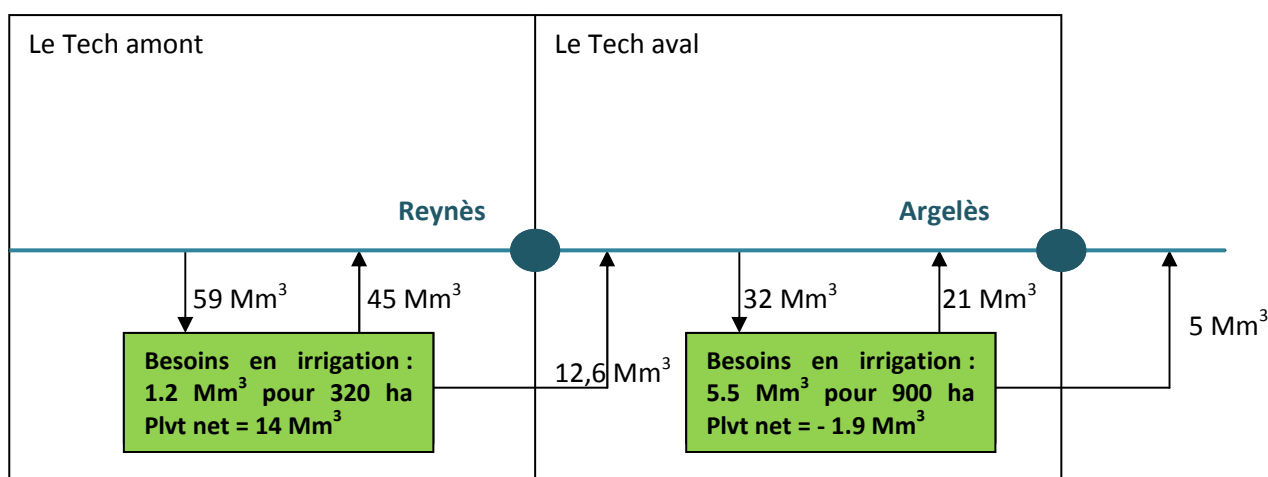 Le Tech amont
Le Tech aval
Reynès
Argelès
59 Mm³
45 Mm³
12,6 Mm³
32 Mm³
21 Mm³
5 Mm³
Besoins en irrigation :
1.2 Mm³ pour 320 ha
Plvt net = 14 Mm³
Besoins en irrigation :
5.5 Mm³ pour 900 ha
Plvt net = - 1.9 Mm³